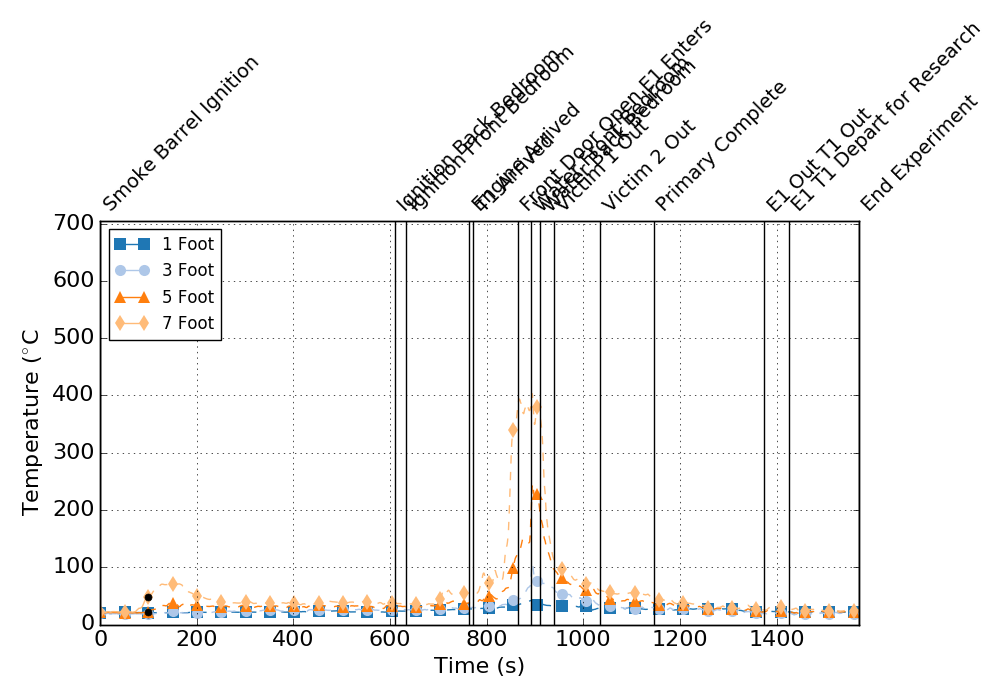 Smoke Barrel Ignition
Ignition Back Bedroom
Ignition Front Bedroom
Engine Arrived
T1 Arrived
Front Door Open E1 Enters
Water Front Bedroom
Water Back Bedroom
Victim 1 Out
Victim 2 Out
Primary Complete
E1 Out T1 Out
E1 T1 Depart for Research
End Experiment
700
600
500
400
300
200
100
0
1 Foot
3 Foot
5 Foot
7 Foot
Temperature (°C
0 200 400 600 800 1000 1200 1400
Time (s)